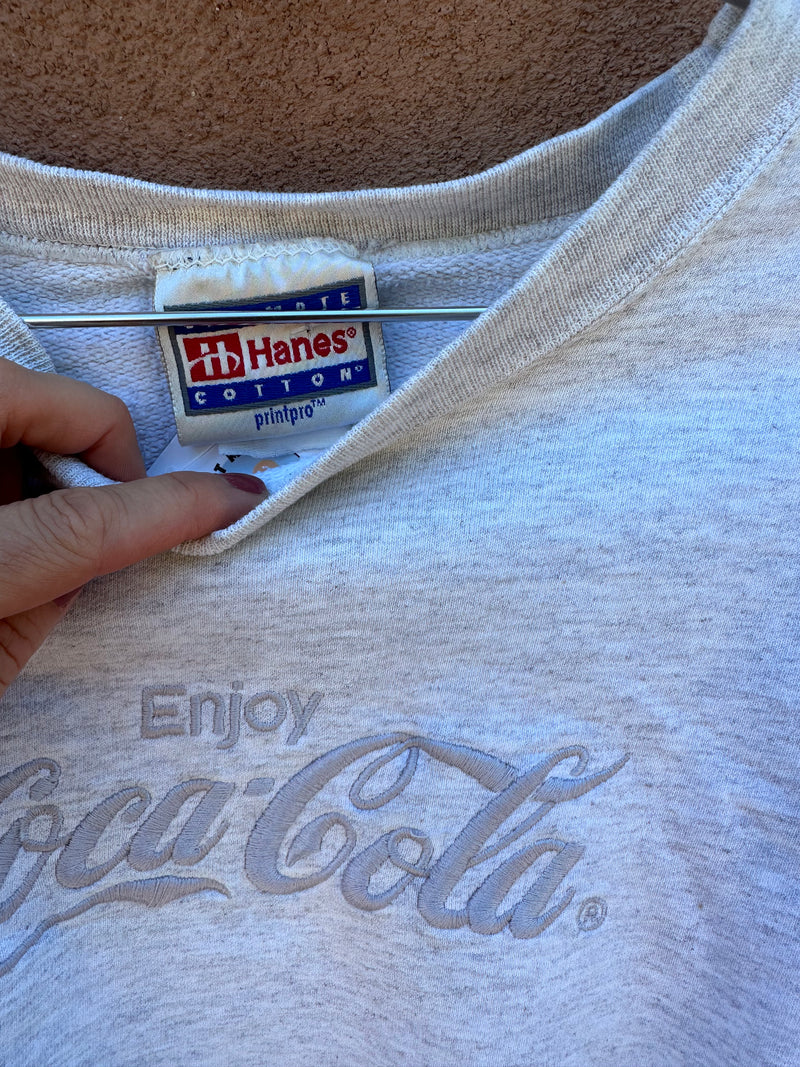 Hanes®
COTTON®
printpro™
Enjoy
Coca-Cola®